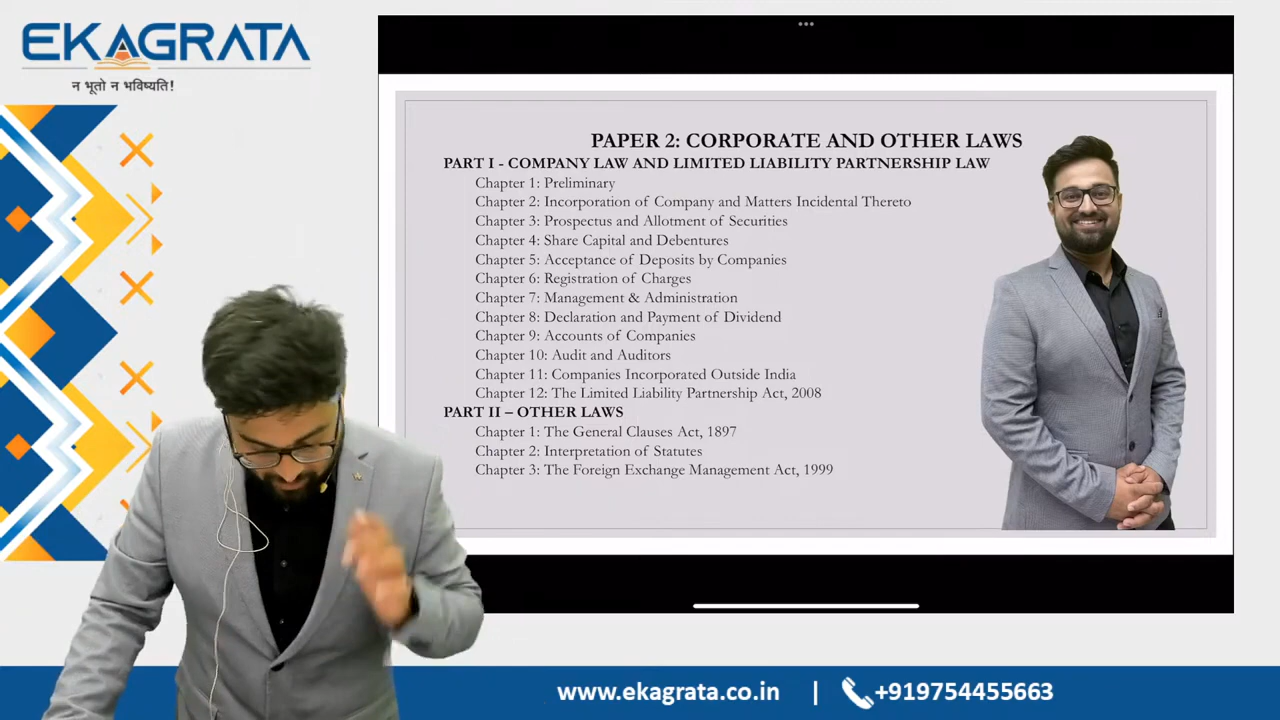 EKAGRATA
न भूतो न भविष्यति!
PAPER 2: CORPORATE AND OTHER LAWS
PART I - COMPANY LAW AND LIMITED LIABILITY PARTNERSHIP LAW
Chapter 1: Preliminary
Chapter 2: Incorporation of Company and Matters Incidental Thereto
Chapter 3: Prospectus and Allotment of Securities
Chapter 4: Share Capital and Debentures
Chapter 5: Acceptance of Deposits by Companies
Chapter 6: Registration of Charges
Chapter 7: Management & Administration
Chapter 8: Declaration and Payment of Dividend
Chapter 9: Accounts of Companies
Chapter 10: Audit and Auditors
Chapter 11: Companies Incorporated Outside India
Chapter 12: The Limited Liability Partnership Act, 2008
PART II – OTHER LAWS
Chapter 1: The General Clauses Act, 1897
Chapter 2: Interpretation of Statutes
Chapter 3: The Foreign Exchange Management Act, 1999
www.ekagrata.co.in | +919754455663